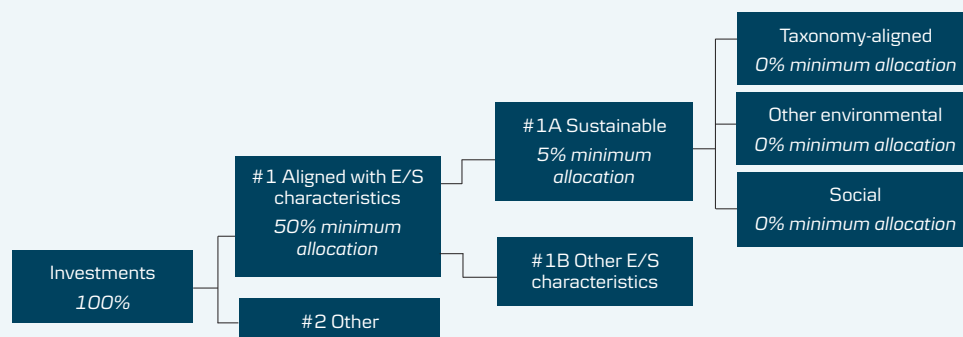 Taxonomy-aligned
0% minimum allocation
Other environmental
0% minimum allocation
Social
0% minimum allocation
#1A Sustainable
5% minimum
allocation
#1 Aligned with E/S
characteristics
50% minimum
allocation
#1B Other E/S
characteristics
Investments
100%
#2 Other